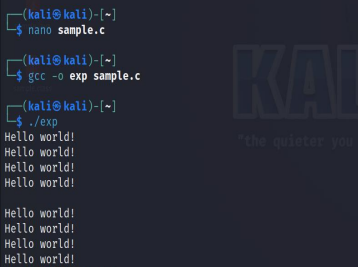 ┌──(kali㉿kali)-[~]
└─$ nano sample.c
┌──(kali㉿kali)-[~]
└─$ gcc -o exp sample.c
┌──(kali㉿kali)-[~]
└─$ ./exp
KAL
"the quieter you
Hello world!
Hello world!
Hello world!
Hello world!
Hello world!
Hello world!
Hello world!
Hello world!